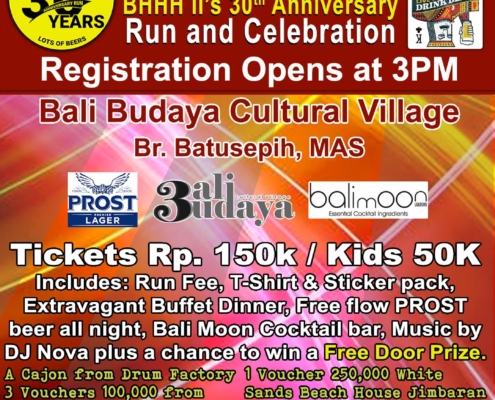 BHHH II's 30th Anniversary
YEARS
LOTS OF BEERS
DRINK
Run and Celebration
Registration Opens at 3PM
Bali Budaya Cultural Village
Br. Batusepih, MAS
PROST
LAGER
Bali
Budaya
balimoon
Essential Cocktail Ingredients
Tickets Rp. 150k / Kids 50K
Includes: Run Fee, T-Shirt & Sticker pack,
Extravagant Buffet Dinner, Free flow PROST
beer all night, Bali Moon Cocktail bar, Music by
DJ Nova plus a chance to win a Free Door Prize.
A Cajon from Drum Factory 1 Voucher 250,000 White
3 Vouchers 100,000 from Sands Beach House Jimbaran